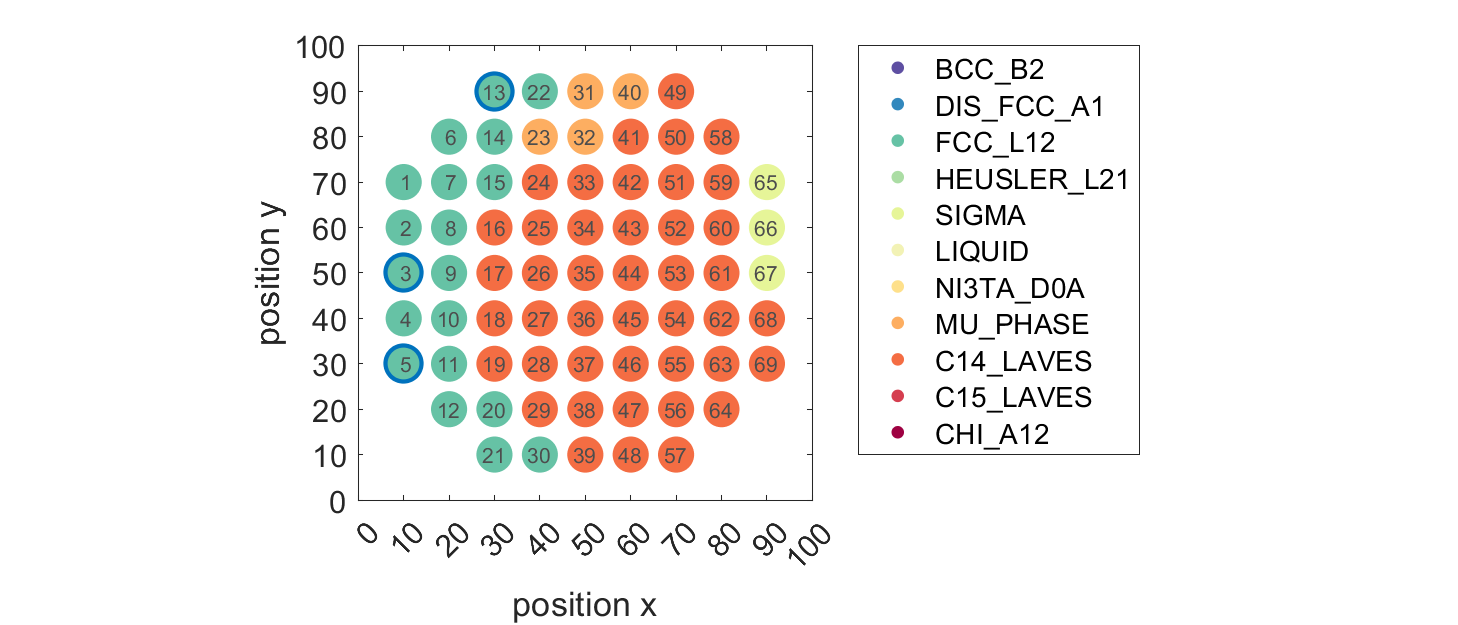 100
90 13 22 31 40 49
80 6 14 23 32 41 50 58
70 1 7 15 24 33 42 51 59 65
60 2 8 16 25 34 43 52 60 66
50 3 9 17 26 35 44 53 61 67
40 4 10 18 27 36 45 54 62 68
30 5 11 19 28 37 46 55 63 69
20 12 20 29 38 47 56 64
10 21 30 39 48 57
0
position y
0 10 20 30 40 50 60 70 80 90 100
position x
BCC_B2
DIS_FCC_A1
FCC_L12
HEUSLER_L21
SIGMA
LIQUID
NI3TA_D0A
MU_PHASE
C14_LAVES
C15_LAVES
CHI_A12